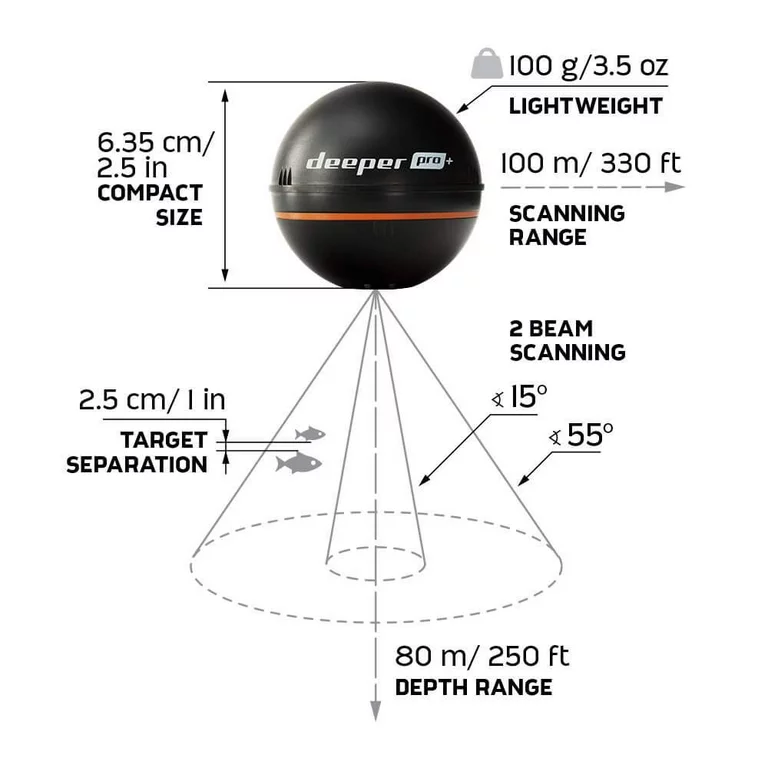 100 g/3.5 oz
LIGHTWEIGHT
6.35 cm/
2.5 in
COMPACT
SIZE
deeper pro+
100 m/ 330 ft
SCANNING
RANGE
2 BEAM
SCANNING
∢ 15°
∢ 55°
2.5 cm/ 1 in
TARGET
SEPARATION
80 m/ 250 ft
DEPTH RANGE